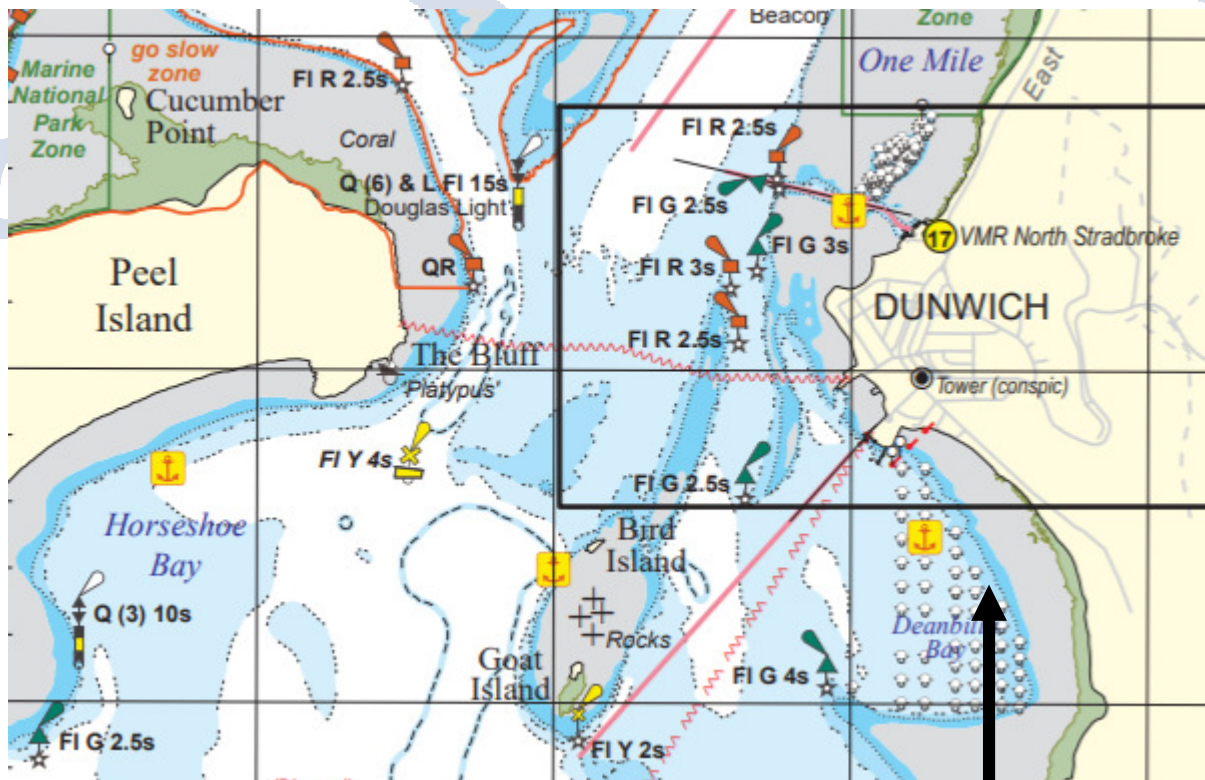 Beacon
Zone
go slow
zone
Marine
National
Park
Zone
Cucumber
Point
Fl R 2.5s
One Mile
East
Coral
Fl R 2.5s
Q (6) & L Fl 15s
Douglas Light
Fl G 2.5s
17
VMR North Stradbroke
Fl G 3s
QR
Fl R 3s
Peel
Island
DUNWICH
Fl R 2.5s
The Bluff
'Platypus'
Tower (conspic)
Fl Y 4s
Fl G 2.5s
Horseshoe
Bay
Bird
Island
Q (3) 10s
Rocks
Deanbilla
Bay
Goat
Island
Fl G 4s
Fl G 2.5s
Fl Y 2s